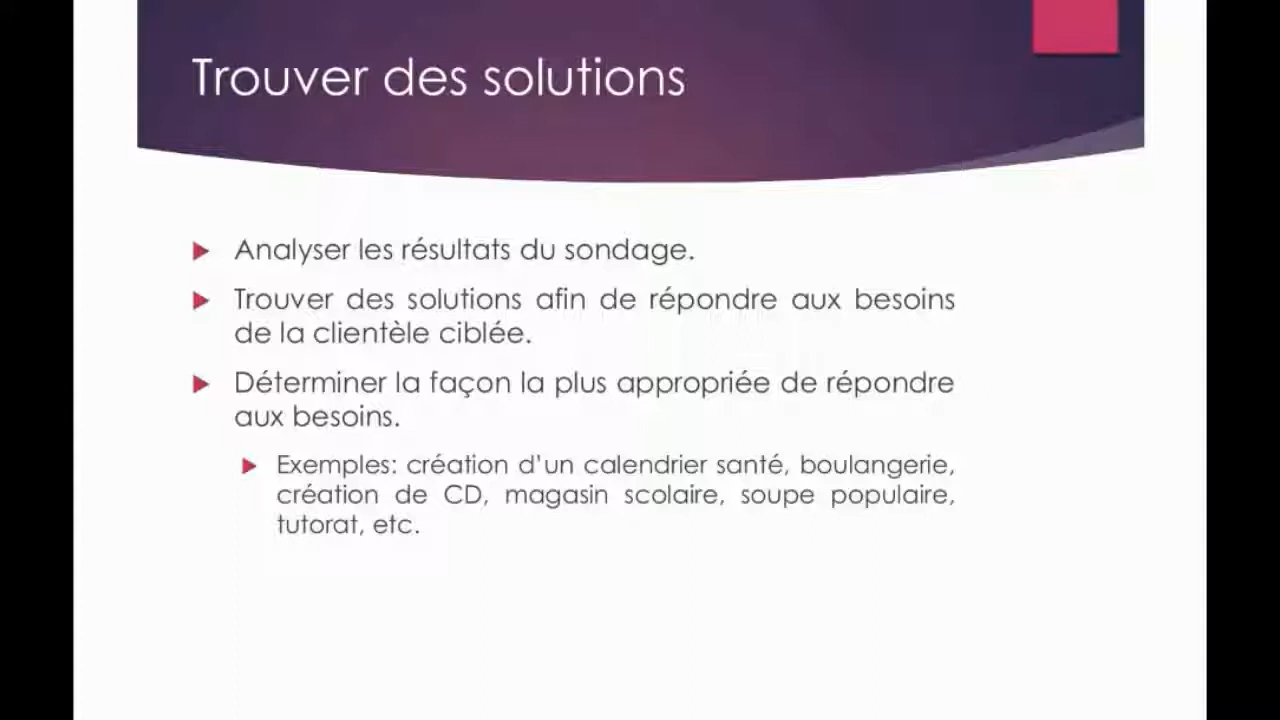 Trouver des solutions
Analyser les résultats du sondage.
Trouver des solutions afin de répondre aux besoins
de la clientèle ciblée.
Déterminer la façon la plus appropriée de répondre
aux besoins.
Exemples: création d'un calendrier santé, boulangerie,
création de CD, magasin scolaire, soupe populaire,
tutorat, etc.